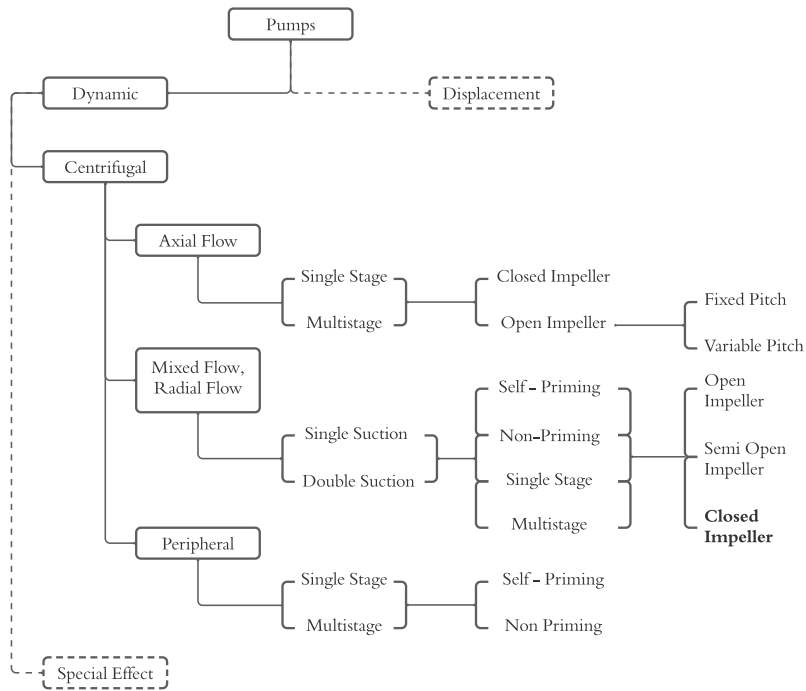 Pumps
Dynamic
Displacement
Centrifugal
Axial Flow
Single Stage
Multistage
Closed Impeller
Open Impeller
Fixed Pitch
Variable Pitch
Mixed Flow,
Radial Flow
Single Suction
Double Suction
Self - Priming
Non-Priming
Single Stage
Multistage
Open
Impeller
Semi Open
Impeller
Closed
Impeller
Peripheral
Single Stage
Multistage
Self - Priming
Non Priming
Special Effect